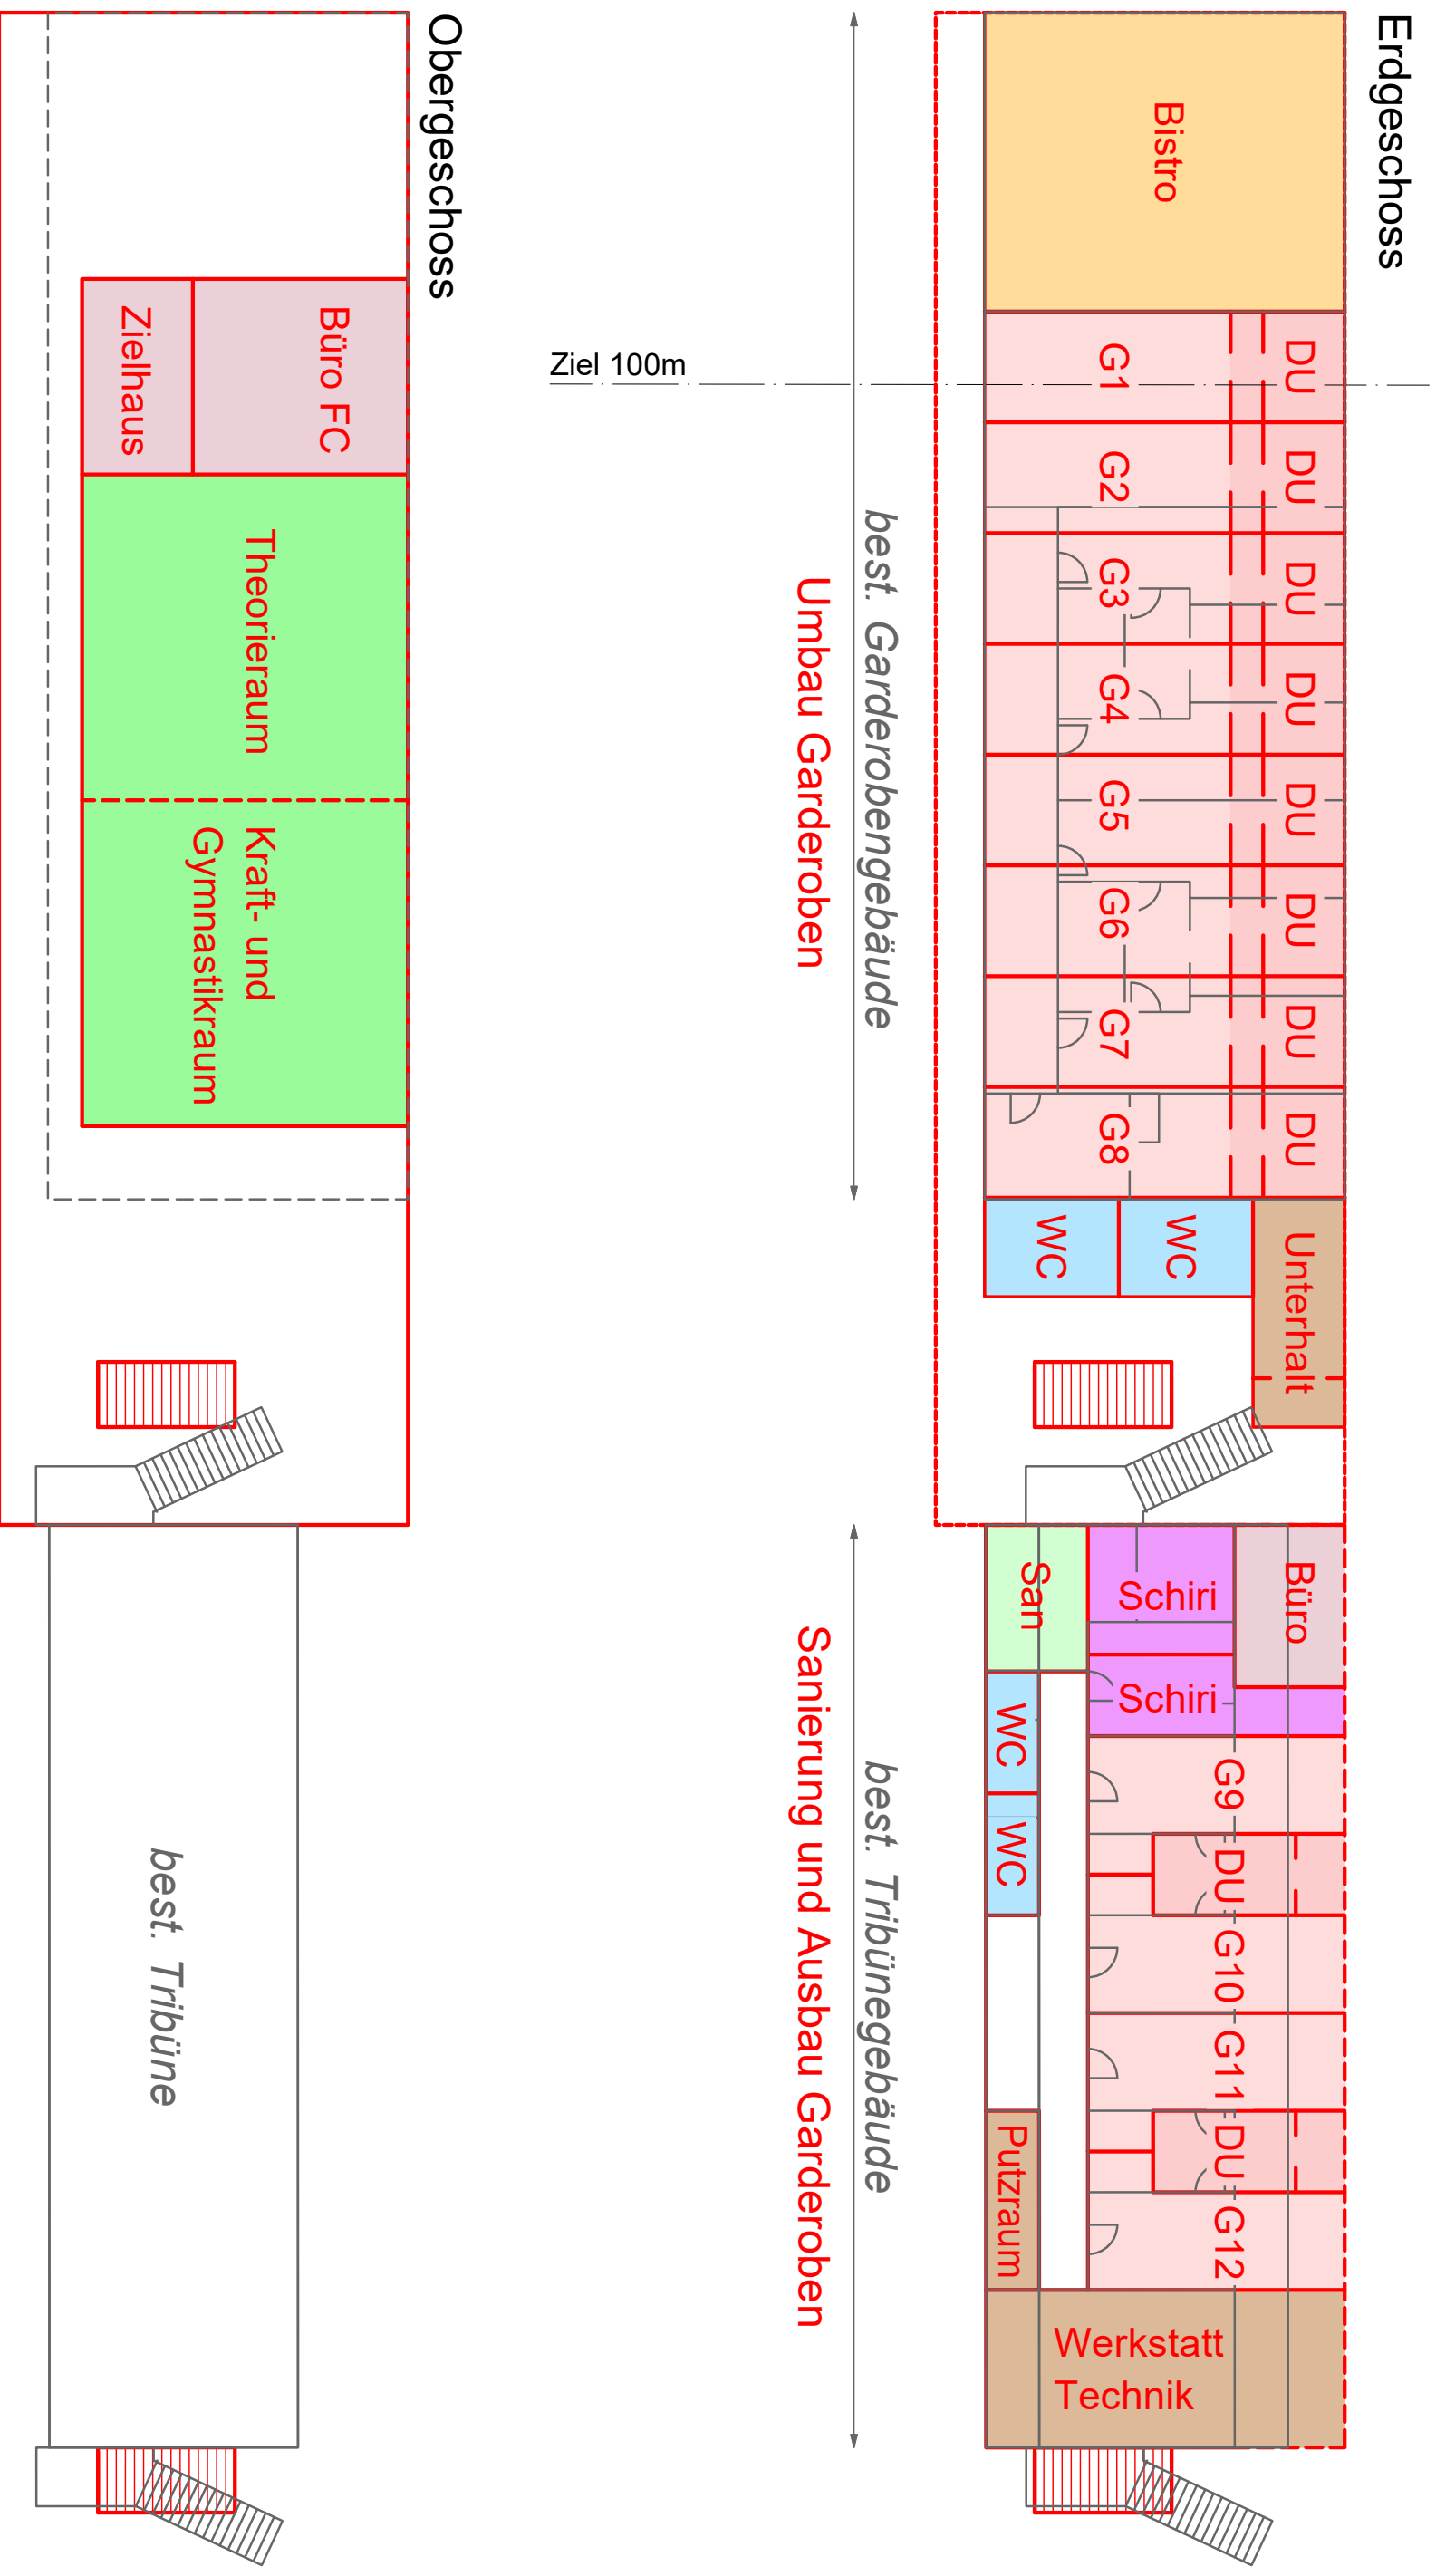 Erdgeschoss
Bistro
DU
DU
DU
DU
DU
DU
DU
DU
G1
G2
G3
G4
G5
G6
G7
G8
Unterhalt
WC
WC
Büro
Schiri
Schiri
San
WC
WC
G9
DU
G10
G11
DU
G12
Putzraum
Werkstatt
Technik
best. Garderobengebäude
Umbau Garderoben
best. Tribünegebäude
Sanierung und Ausbau Garderoben
Ziel 100m
Obergeschoss
Büro FC
Zielhaus
Theorieraum
Kraft- und
Gymnastikraum
best. Tribüne